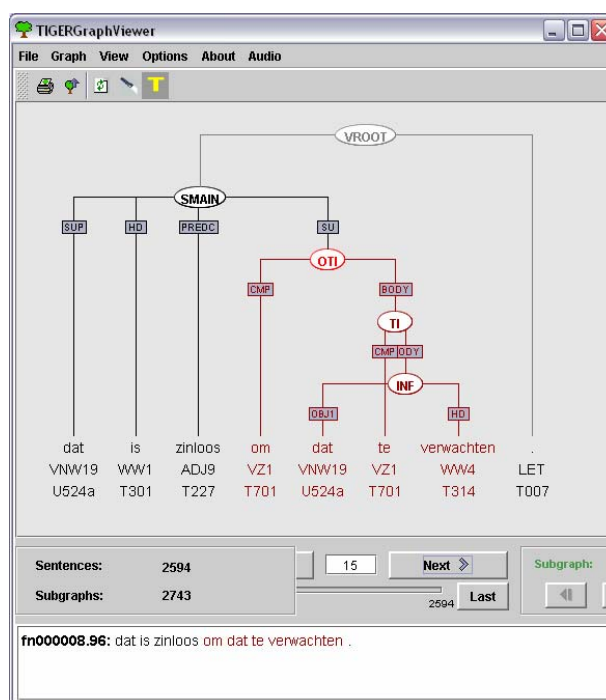 TIGERGraphViewer
File Graph View Options About Audio
T
VROOT
SMAIN
SUP HD PREDC SU
OTI
CMP BODY
TI
CMP ODY
INF
OBJ1 HD
dat is zinloos om dat te verwachten .
VNW19 WW1 ADJ9 VZ1 VNW19 VZ1 WW4 LET
U524a T301 T227 T701 U524a T701 T314 T007
Sentences: 2594 15 Next Subgraph:
Subgraphs: 2743 2594 Last
fn000008.96: dat is zinloos om dat te verwachten .